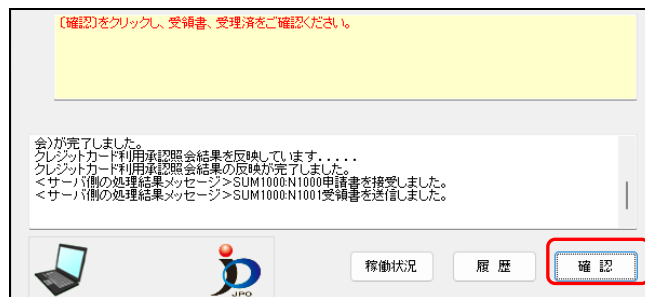 〔確認〕をクリックし、受領書、受理済をご確認ください。
会)が完了しました。
クレジットカード利用承認照会結果を反映しています.....
クレジットカード利用承認照会結果の反映が完了しました。
＜サーバ側の処理結果メッセージ＞SUM1000:N1000申請書を接受しました。
＜サーバ側の処理結果メッセージ＞SUM1000:N1001受領書を送信しました。
JPO
稼働状況
履 歴
確 認